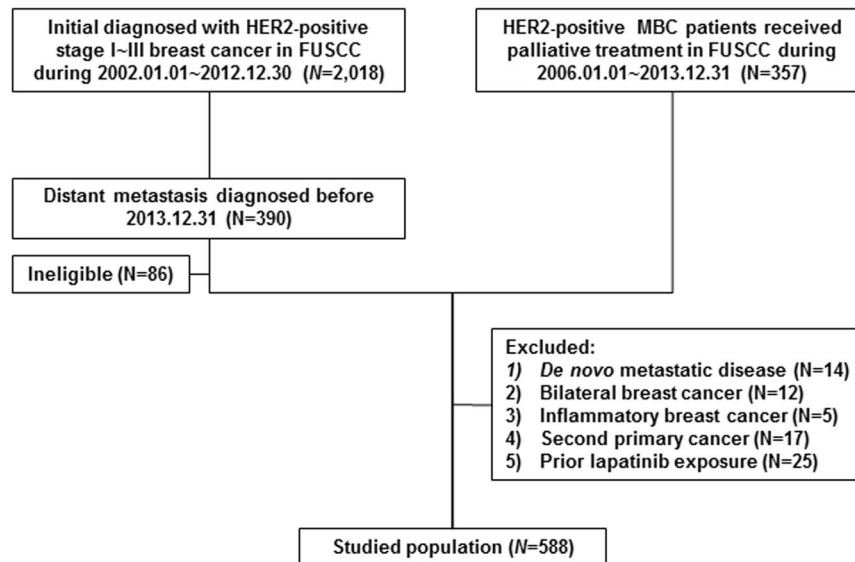 Initial diagnosed with HER2-positive
stage I~III breast cancer in FUSCC
during 2002.01.01~2012.12.30 (N=2,018)
HER2-positive MBC patients received
palliative treatment in FUSCC during
2006.01.01~2013.12.31 (N=357)
Distant metastasis diagnosed before
2013.12.31 (N=390)
Ineligible (N=86)
Excluded:
1) De novo metastatic disease (N=14)
2) Bilateral breast cancer (N=12)
3) Inflammatory breast cancer (N=5)
4) Second primary cancer (N=17)
5) Prior lapatinib exposure (N=25)
Studied population (N=588)